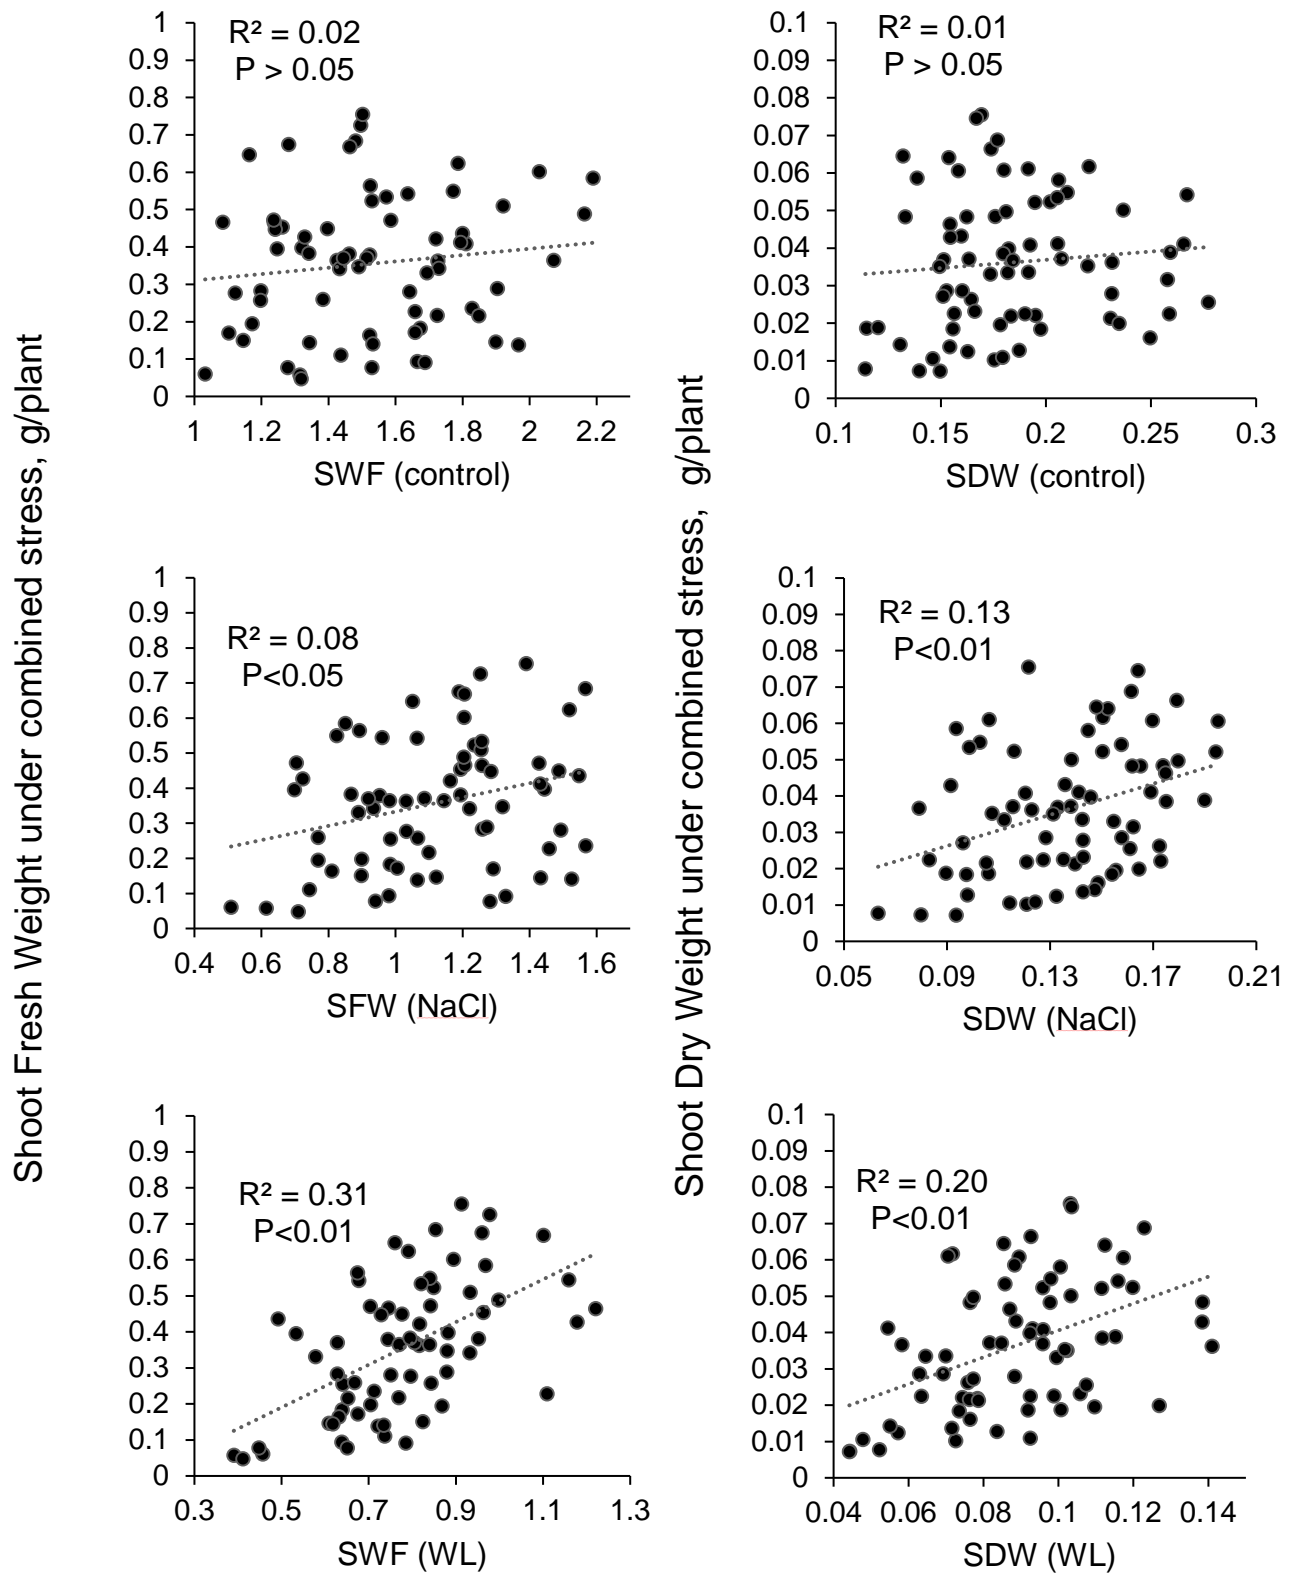 Shoot Fresh Weight under combined stress, g/plant
1
0.9
0.8
0.7
0.6
0.5
0.4
0.3
0.2
0.1
0
R² = 0.02
P > 0.05
1 1.2 1.4 1.6 1.8 2 2.2
SWF (control)
1
0.9
0.8
0.7
0.6
0.5
0.4
0.3
0.2
0.1
0
R² = 0.08
P<0.05
0.4 0.6 0.8 1 1.2 1.4 1.6
SFW (NaCl)
1
0.9
0.8
0.7
0.6
0.5
0.4
0.3
0.2
0.1
0
R² = 0.31
P<0.01
0.3 0.5 0.7 0.9 1.1 1.3
SWF (WL)
Shoot Dry Weight under combined stress, g/plant
0.1
0.09
0.08
0.07
0.06
0.05
0.04
0.03
0.02
0.01
0
R² = 0.01
P > 0.05
0.1 0.15 0.2 0.25 0.3
SDW (control)
0.1
0.09
0.08
0.07
0.06
0.05
0.04
0.03
0.02
0.01
0
R² = 0.13
P<0.01
0.05 0.09 0.13 0.17 0.21
SDW (NaCl)
0.1
0.09
0.08
0.07
0.06
0.05
0.04
0.03
0.02
0.01
0
R² = 0.20
P<0.01
0.04 0.06 0.08 0.1 0.12 0.14
SDW (WL)